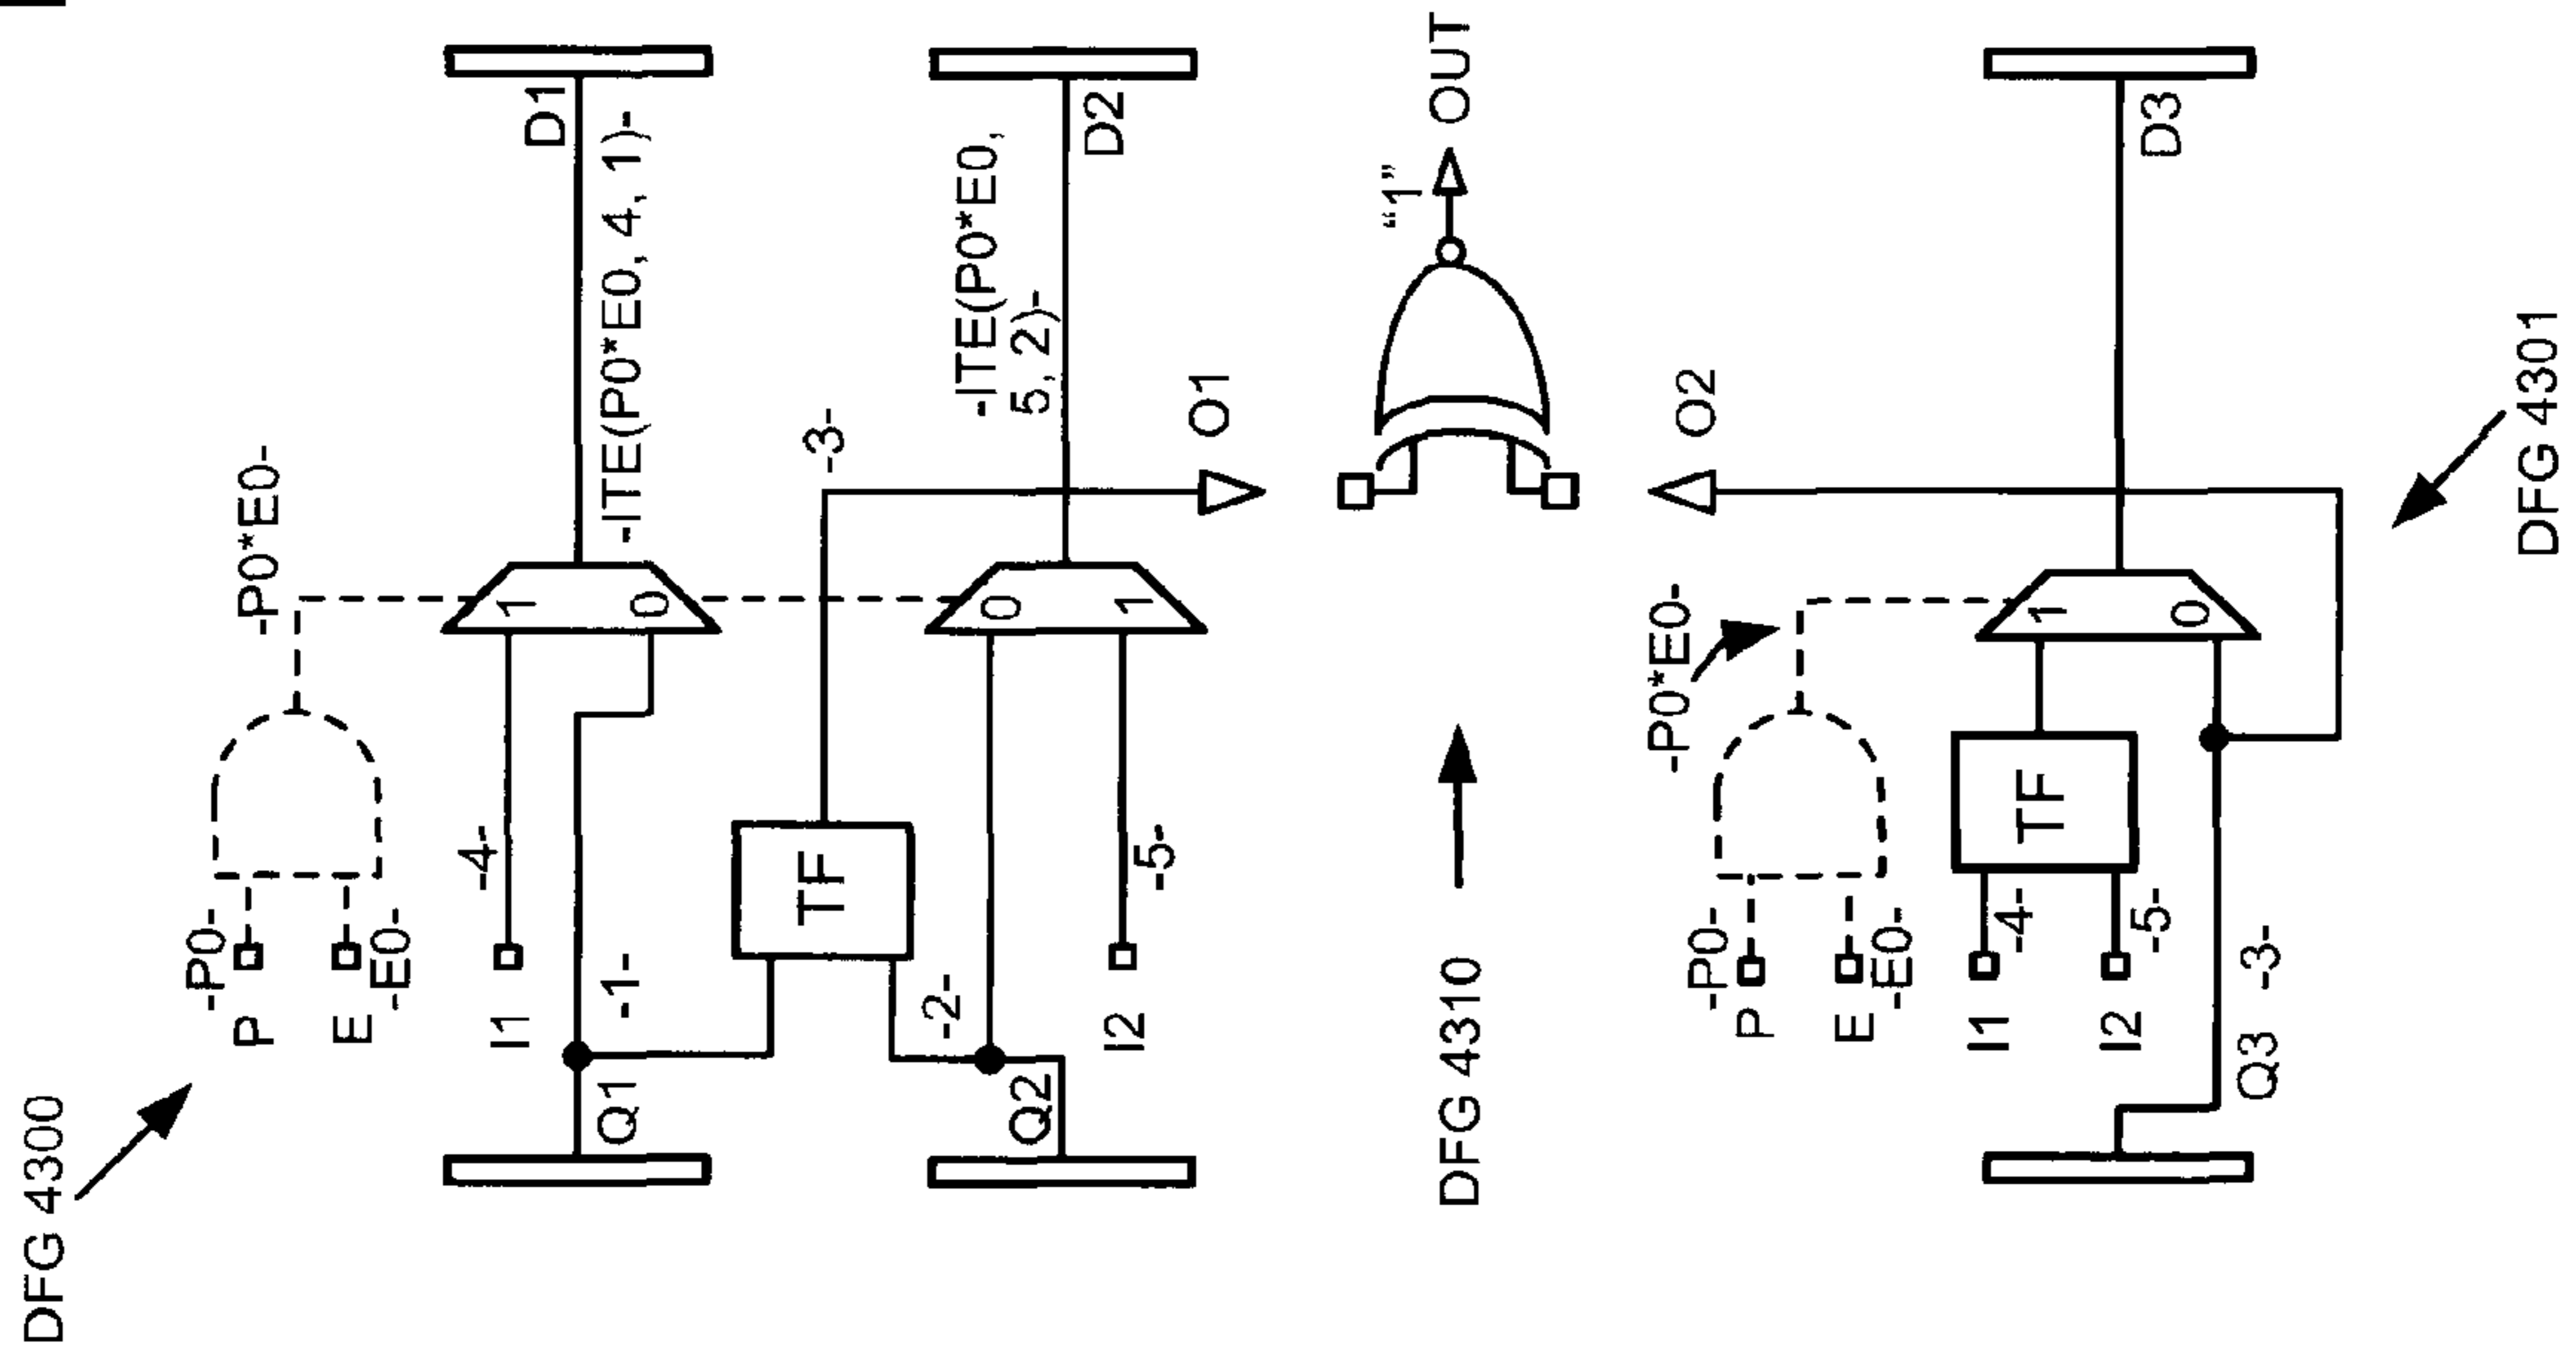 DFG 4300
-P0-
P
E
-E0-
-P0*E0-
I1
-4-
1
0
D1
-ITE(P0*E0, 4, 1)-
Q1
-1-
TF
-3-
-2-
Q2
0
1
-ITE(P0*E0,
5, 2)-
D2
I2
-5-
O1
DFG 4310
"1"
OUT
O2
-P0*E0-
-P0-
P
E
-E0-
I1
-4-
I2
-5-
TF
1
0
D3
Q3
-3-
DFG 4301